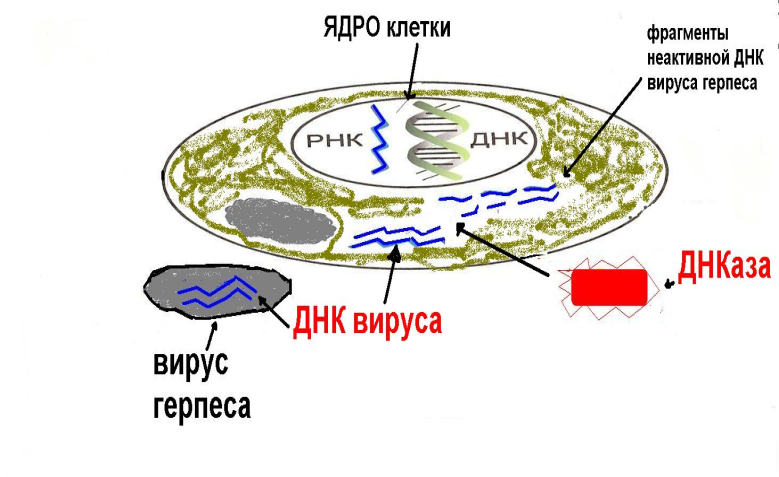 ЯДРО клетки
фрагменты
неактивной ДНК
вируса герпеса
РНК
ДНК
ДНКаза
ДНК вируса
вирус
герпеса